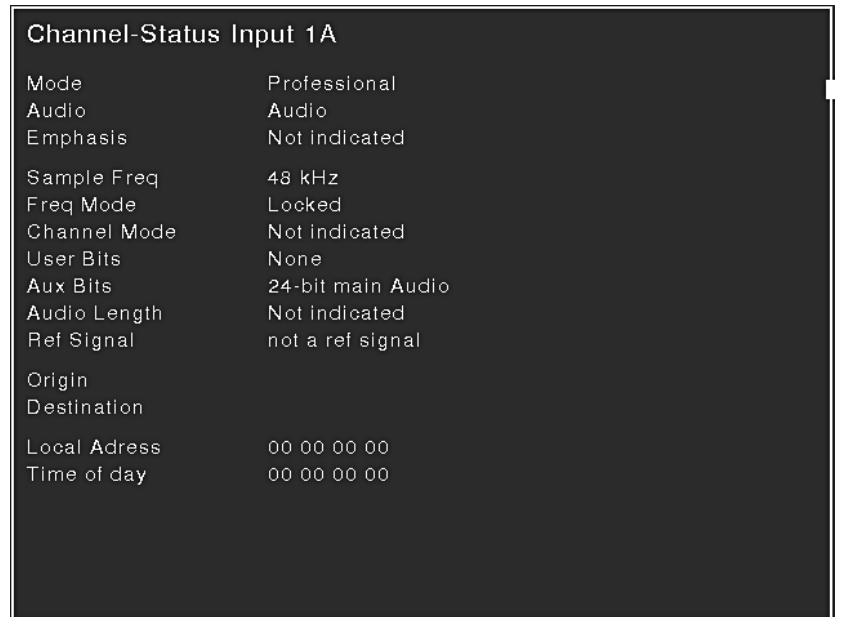 Channel-Status Input 1A
Mode Professional
Audio Audio
Emphasis Not indicated
Sample Freq 48 kHz
Freq Mode Locked
Channel Mode Not indicated
User Bits None
Aux Bits 24-bit main Audio
Audio Length Not indicated
Ref Signal not a ref signal
Origin
Destination
Local Adress 00 00 00 00
Time of day 00 00 00 00